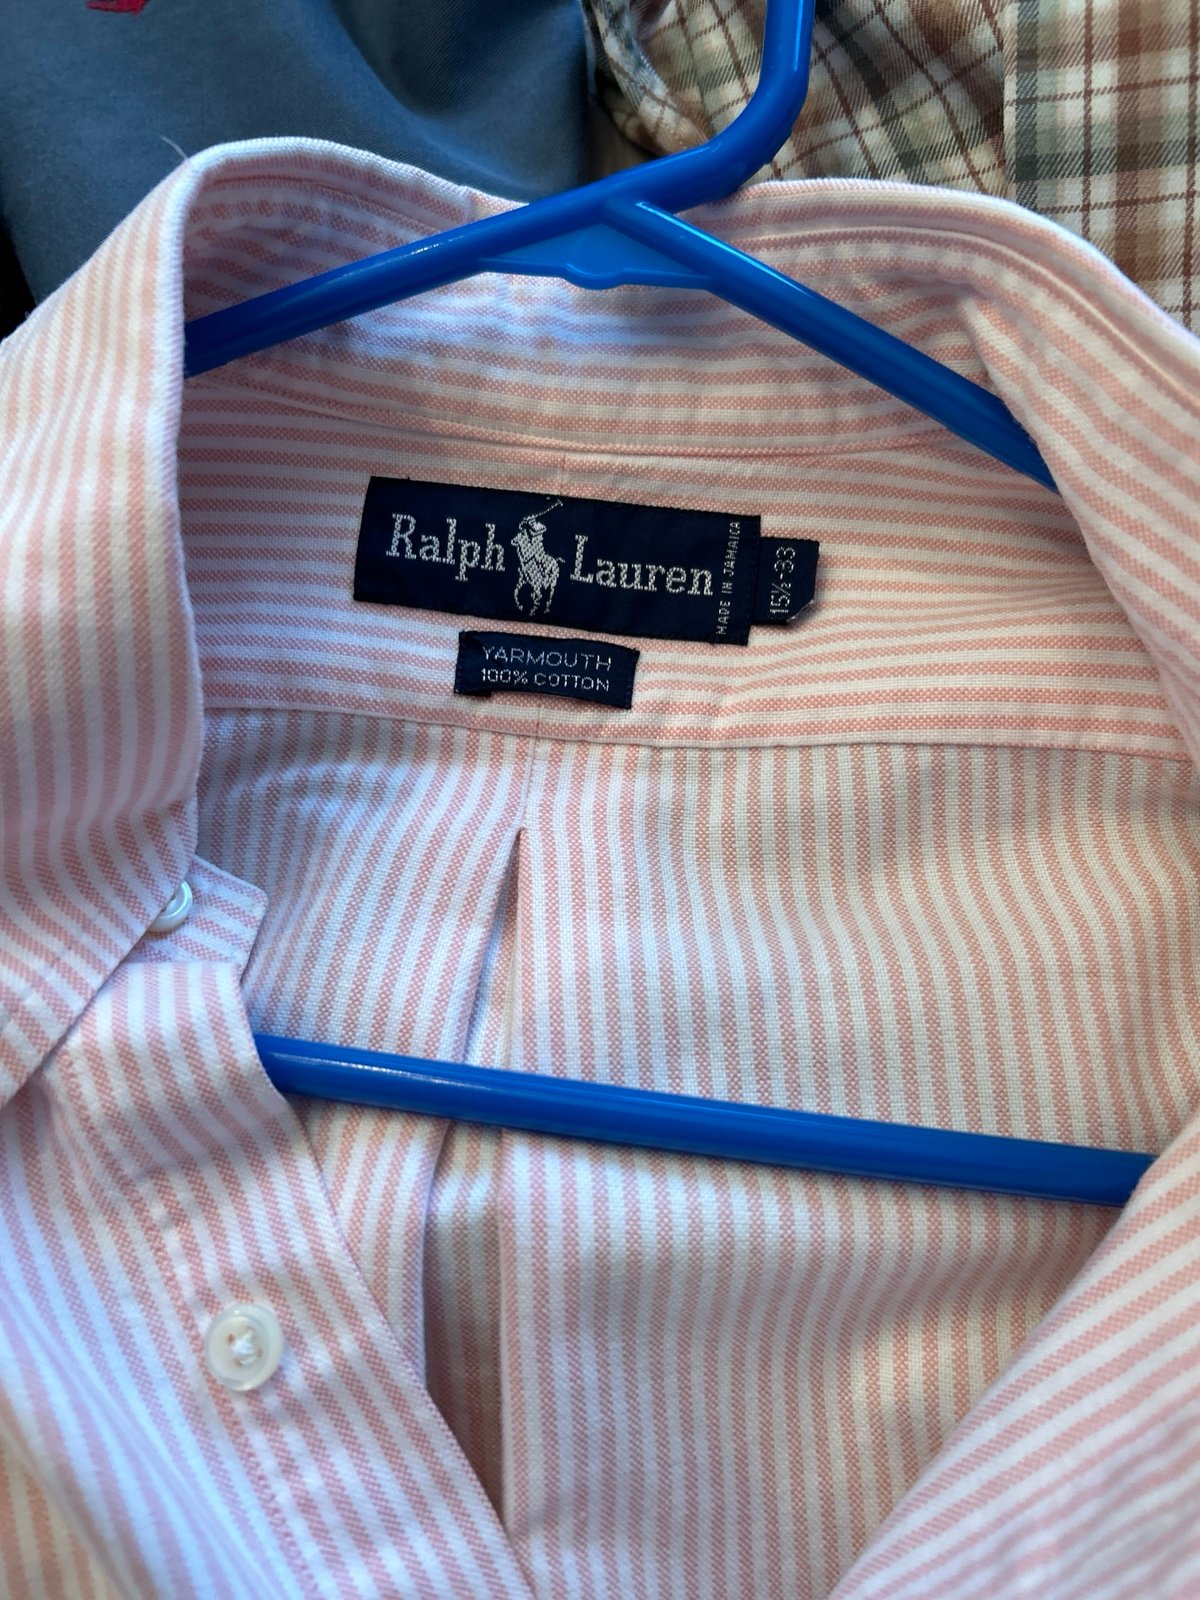 Ralph Lauren
MADE IN JAMAICA
15½-33
YARMOUTH
100% COTTON